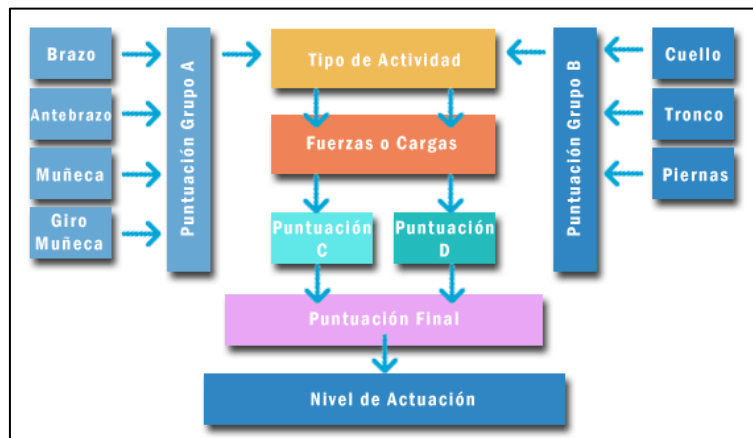 Brazo
Antebrazo
Muñeca
Giro
Muñeca
Puntuación Grupo A
Tipo de Actividad
Fuerzas o Cargas
Puntuación
C
Puntuación
D
Puntuación Final
Nivel de Actuación
Puntuación Grupo B
Cuello
Tronco
Piernas